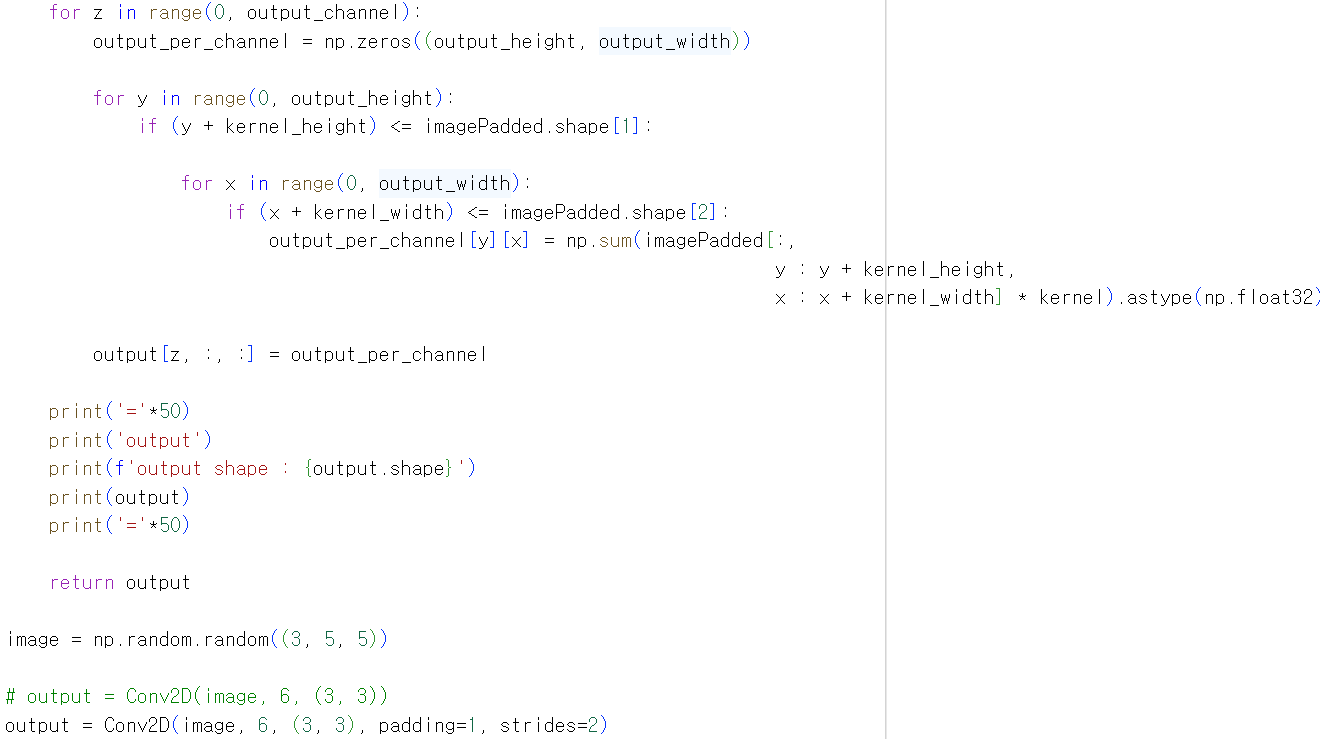 for z in range(0, output_channel):
output_per_channel = np.zeros((output_height, output_width))
for y in range(0, output_height):
if (y + kernel_height) <= imagePadded.shape[1]:
for x in range(0, output_width):
if (x + kernel_width) <= imagePadded.shape[2]:
output_per_channel[y][x] = np.sum(imagePadded[:,
y : y + kernel_height,
x : x + kernel_width] * kernel).astype(np.float32)
output[z, :, :] = output_per_channel
print('='*50)
print('output')
print(f'output shape : {output.shape}')
print(output)
print('='*50)
return output
image = np.random.random((3, 5, 5))
# output = Conv2D(image, 6, (3, 3))
output = Conv2D(image, 6, (3, 3), padding=1, strides=2)